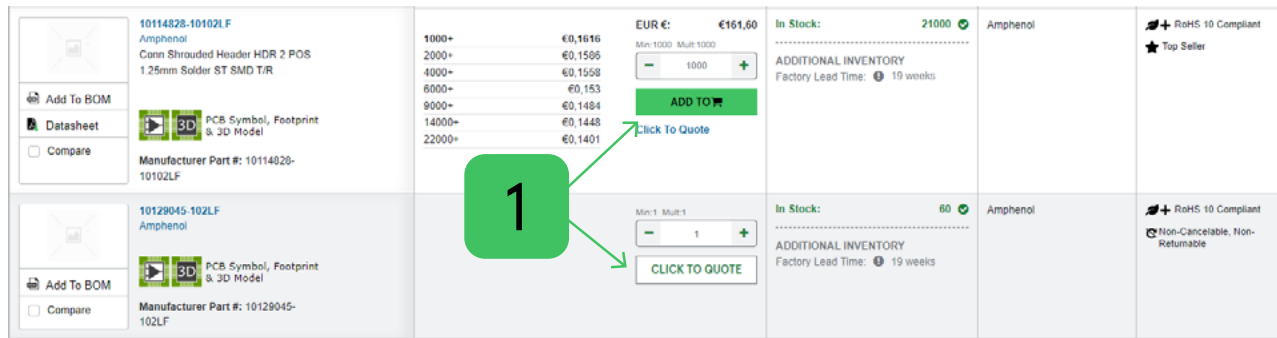 10114828-10102LF
Amphenol
Conn Shrouded Header HDR 2 POS
1.25mm Solder ST SMD T/R
Add To BOM
Datasheet
Compare
3D
PCB Symbol, Footprint
& 3D Model
Manufacturer Part #: 10114828-
10102LF
1000+ €0,1616
2000+ €0,1586
4000+ €0,1558
6000+ €0,153
9000+ €0,1484
14000+ €0,1448
22000+ €0,1401
EUR €: €161,60
Min:1000 Mult:1000
− 1000 +
ADD TO
Click To Quote
In Stock: 21000
ADDITIONAL INVENTORY
Factory Lead Time: 19 weeks
Amphenol
RoHS 10 Compliant
Top Seller
1
10129045-102LF
Amphenol
Add To BOM
Compare
3D
PCB Symbol, Footprint
& 3D Model
Manufacturer Part #: 10129045-
102LF
Min:1 Mult:1
− 1 +
CLICK TO QUOTE
In Stock: 60
ADDITIONAL INVENTORY
Factory Lead Time: 19 weeks
Amphenol
RoHS 10 Compliant
Non-Cancelable, Non-
Returnable